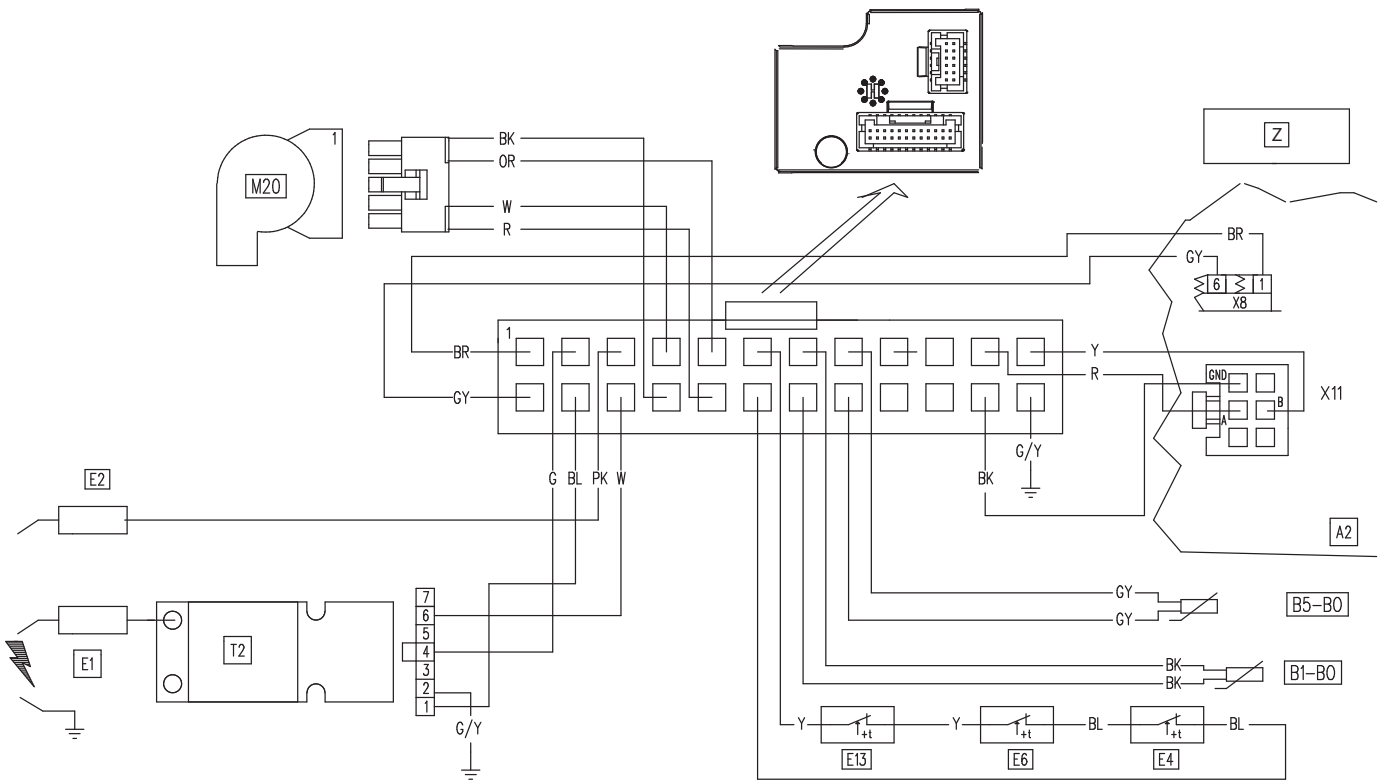 Z
1
BK
M20
OR
W
R
BR
GY
6
1
X8
1
BR
Y
R
GND
X11
B
GY
A
G/Y
E2
G
BL
PK
W
BK
A2
7
GY
B5-B0
6
5
GY
T2
4
E1
3
BK
B1-B0
2
BK
1
G/Y
Y
+t
Y
+t
BL
+t
BL
E13
E6
E4